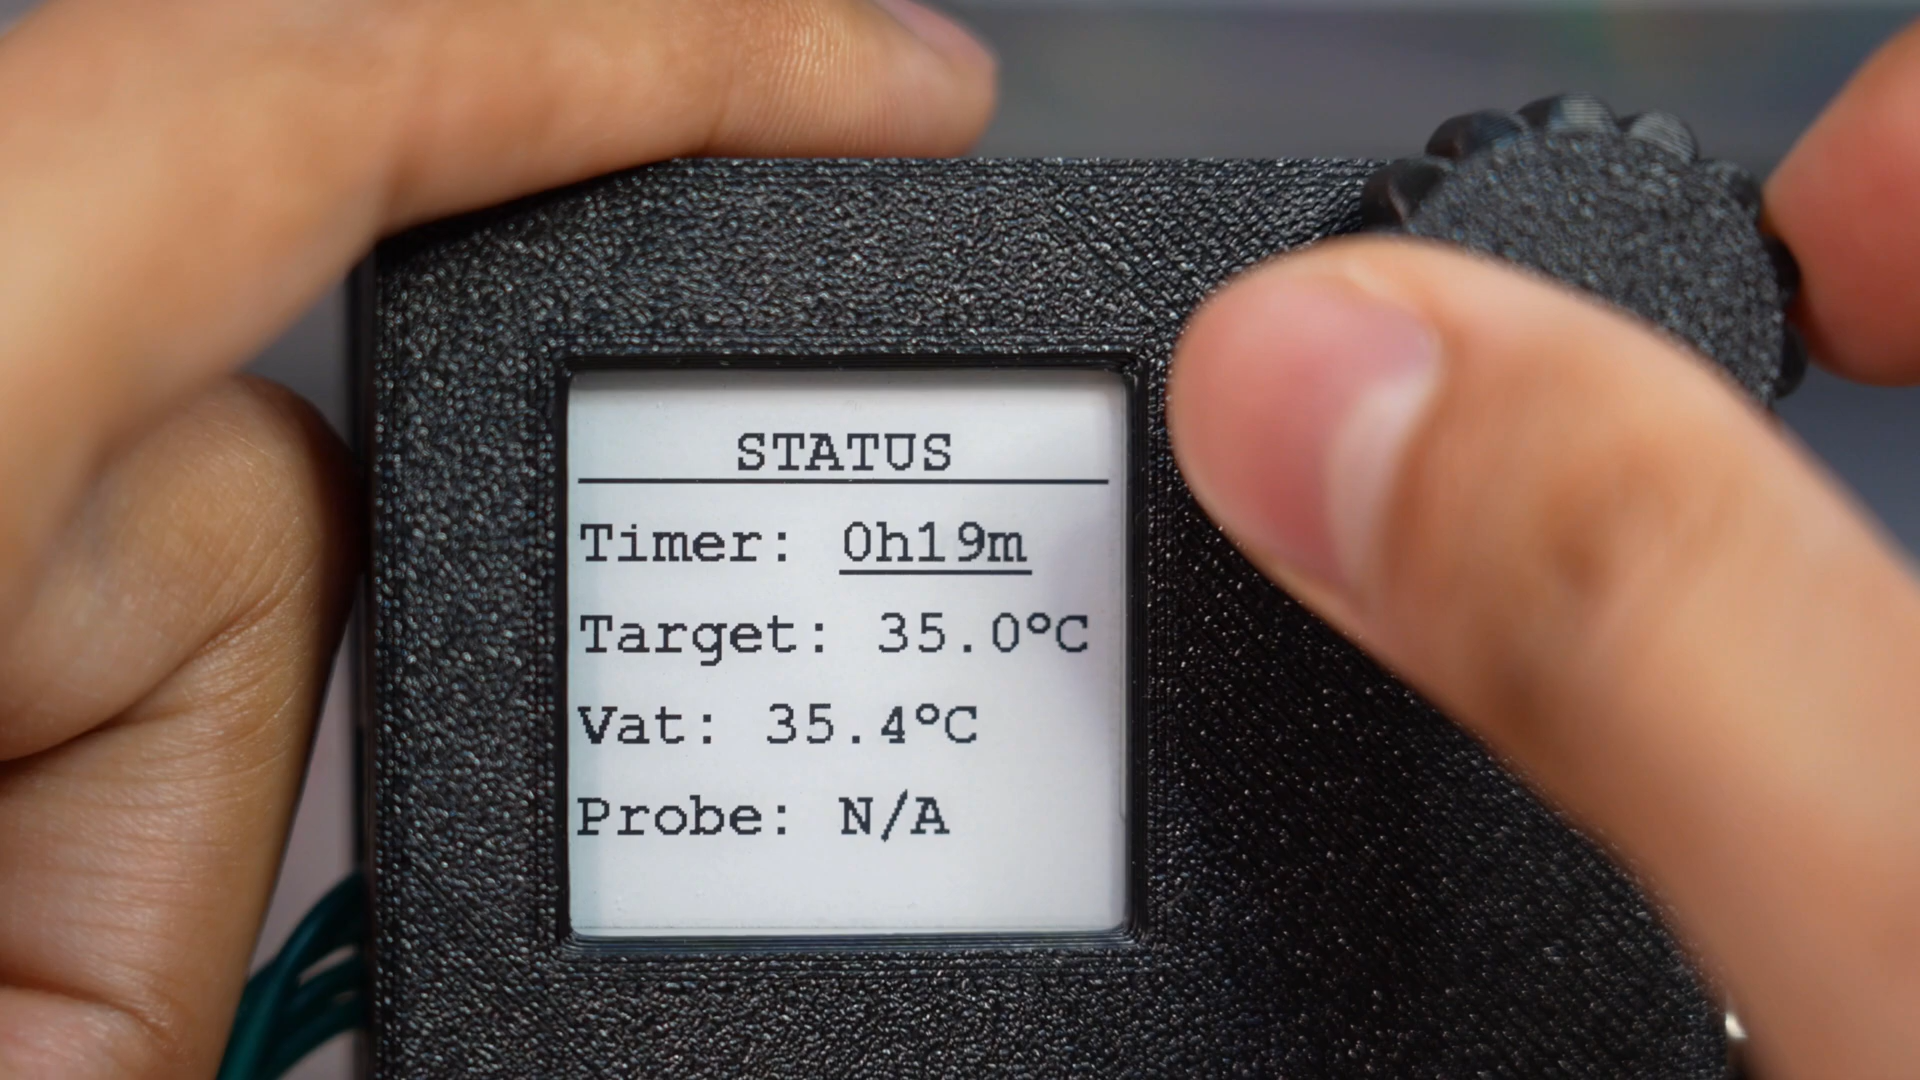 STATUS
Timer: 0h19m
Target: 35.0°C
Vat: 35.4°C
Probe: N/A